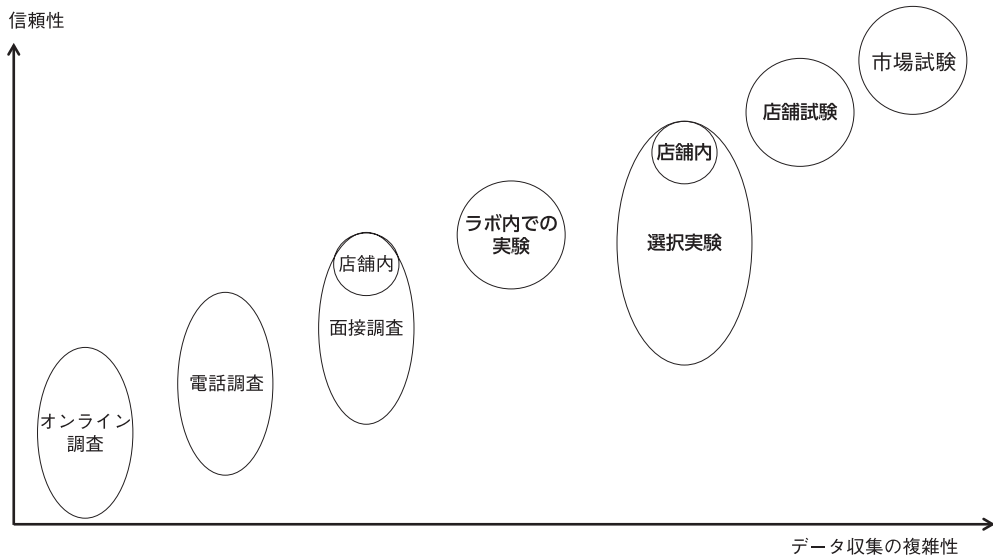 信頼性
市場試験
店舗試験
店舗内
選択実験
ラボ内での
実験
店舗内
面接調査
電話調査
オンライン
調査
データ収集の複雑性